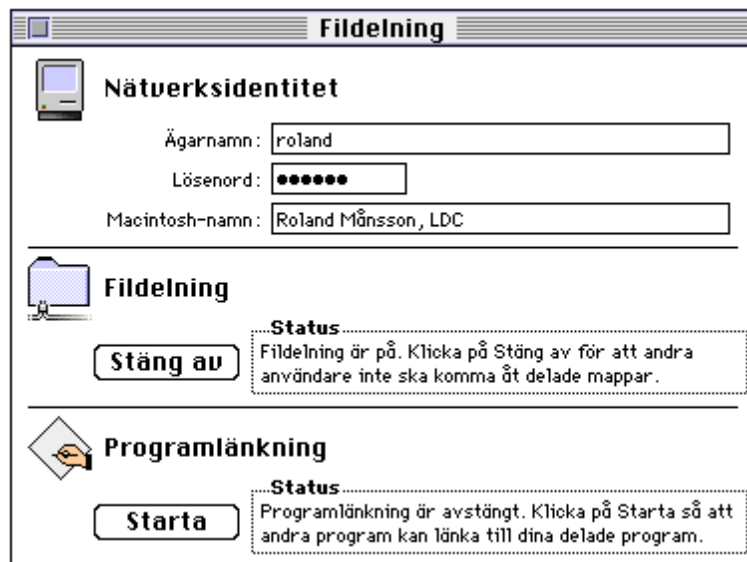 Fildelning
Nätverksidentitet
Ägarnamn: roland
Lösenord: ●●●●●●
Macintosh-namn: Roland Månsson, LDC
Fildelning
Status
Stäng av
Fildelning är på. Klicka på Stäng av för att andra
användare inte ska komma åt delade mappar.
Programlänkning
Status
Starta
Programlänkning är avstängt. Klicka på Starta så att
andra program kan länka till dina delade program.